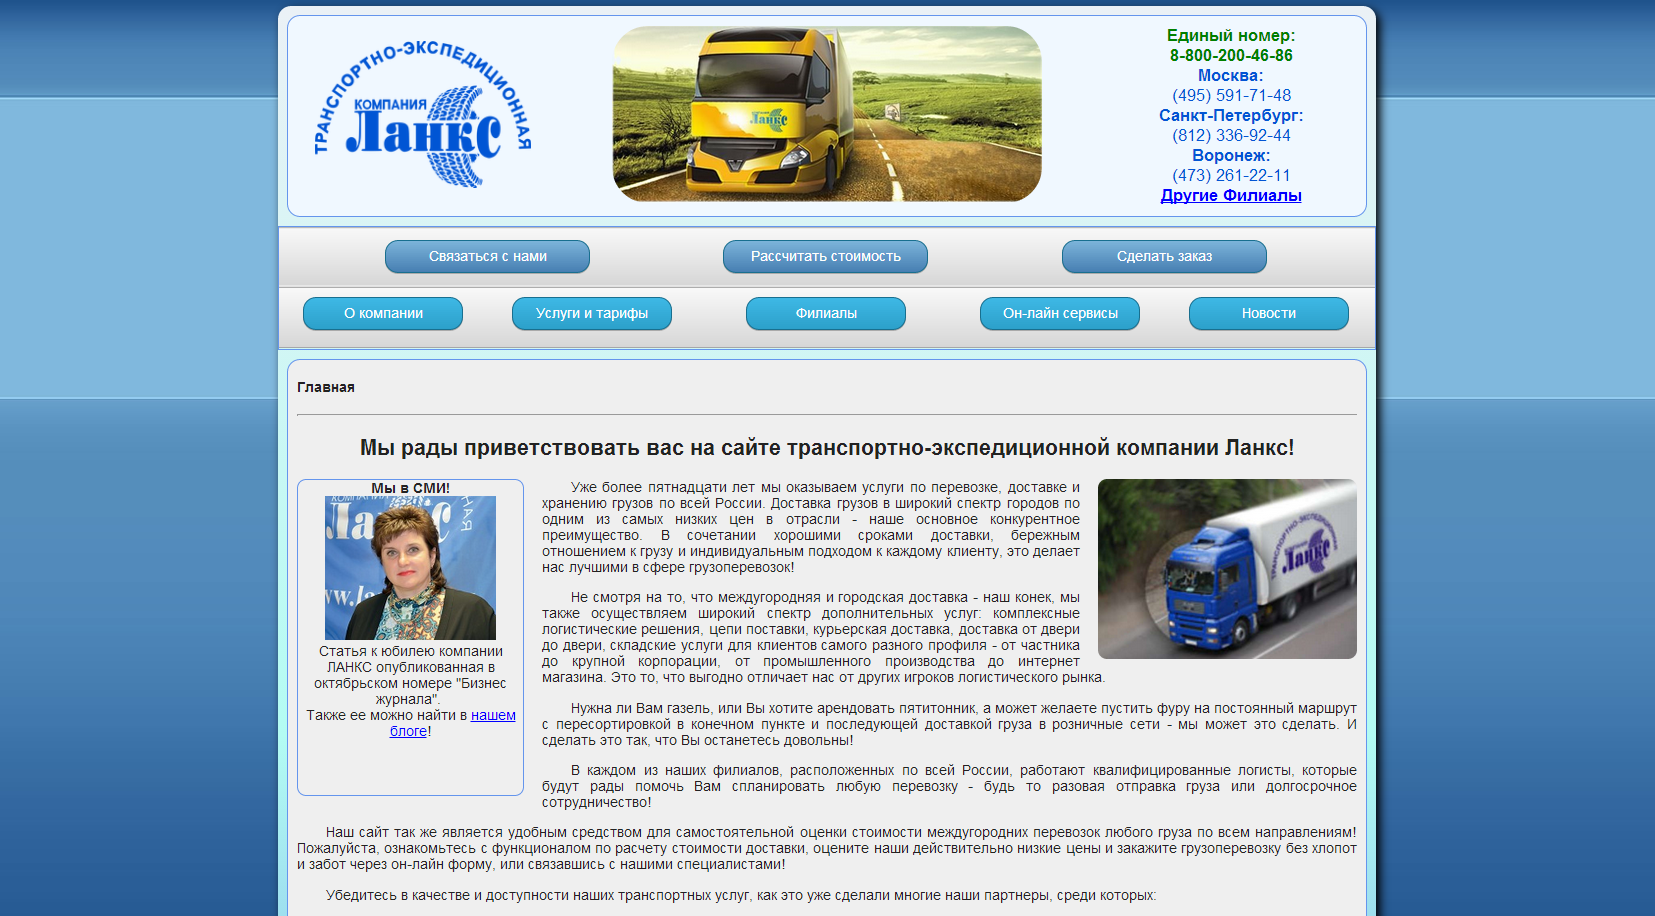 ТРАНСПОРТНО-ЭКСПЕДИЦИОННАЯ
КОМПАНИЯ
Ланкс
Ланкс
Единый номер:
8-800-200-46-86
Москва:
(495) 591-71-48
Санкт-Петербург:
(812) 336-92-44
Воронеж:
(473) 261-22-11
Другие Филиалы
Связаться с нами
Рассчитать стоимость
Сделать заказ
О компании
Услуги и тарифы
Филиалы
Он-лайн сервисы
Новости
Главная
Мы рады приветствовать вас на сайте транспортно-экспедиционной компании Ланкс!
Мы в СМИ!
Статья к юбилею компании
ЛАНКС опубликованная в
октябрьском номере "Бизнес
журнала".
Также ее можно найти в нашем
блоге!
Уже более пятнадцати лет мы оказываем услуги по перевозке, доставке и
хранению грузов по всей России. Доставка грузов в широкий спектр городов по
одним из самых низких цен в отрасли - наше основное конкурентное
преимущество. В сочетании хорошими сроками доставки, бережным
отношением к грузу и индивидуальным подходом к каждому клиенту, это делает
нас лучшими в сфере грузоперевозок!
Не смотря на то, что междугородняя и городская доставка - наш конек, мы
также осуществляем широкий спектр дополнительных услуг: комплексные
логистические решения, цепи поставки, курьерская доставка, доставка от двери
до двери, складские услуги для клиентов самого разного профиля - от частника
до крупной корпорации, от промышленного производства до интернет
магазина. Это то, что выгодно отличает нас от других игроков логистического рынка.
ТРАНСПОРТНО-ЭКСПЕДИЦИОННАЯ
Ланкс
Нужна ли Вам газель, или Вы хотите арендовать пятитонник, а может желаете пустить фуру на постоянный маршрут
с пересортировкой в конечном пункте и последующей доставкой груза в розничные сети - мы может это сделать. И
сделать это так, что Вы останетесь довольны!
В каждом из наших филиалов, расположенных по всей России, работают квалифицированные логисты, которые
будут рады помочь Вам спланировать любую перевозку - будь то разовая отправка груза или долгосрочное
сотрудничество!
Наш сайт так же является удобным средством для самостоятельной оценки стоимости междугородних перевозок любого груза по всем направлениям!
Пожалуйста, ознакомьтесь с функционалом по расчету стоимости доставки, оцените наши действительно низкие цены и закажите грузоперевозку без хлопот
и забот через он-лайн форму, или связавшись с нашими специалистами!
Убедитесь в качестве и доступности наших транспортных услуг, как это уже сделали многие наши партнеры, среди которых: